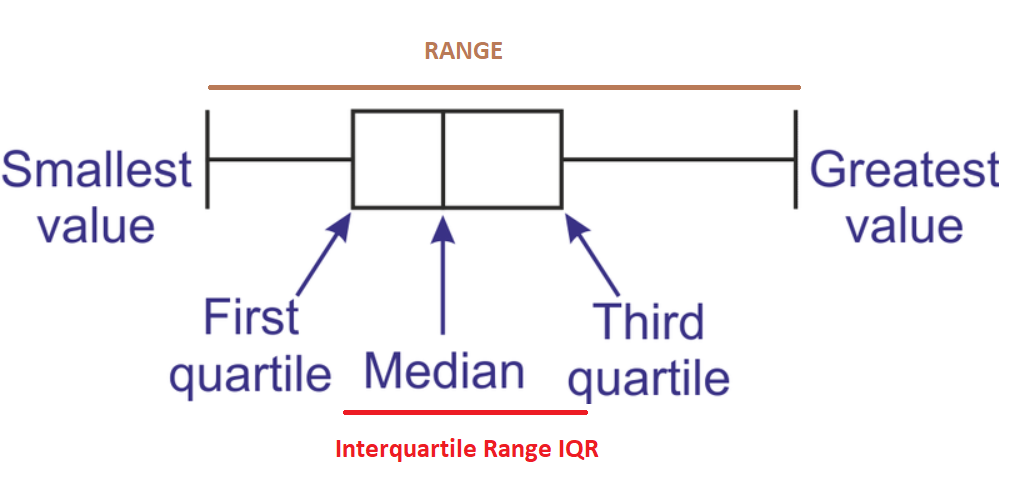 RANGE
Smallest
value
Greatest
value
First
quartile
Median
Third
quartile
Interquartile Range IQR